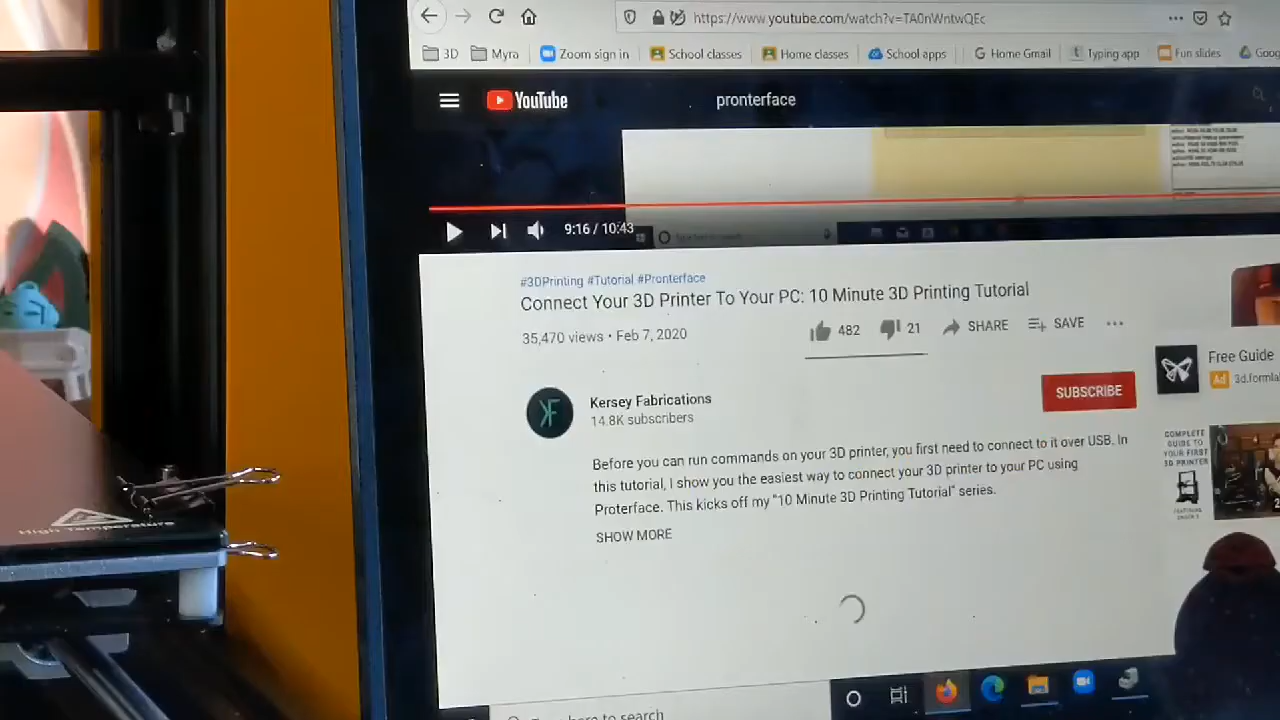 https://www.youtube.com/watch?v=TA0nWntwQEc
3D Myra Zoom sign in School classes Home classes School apps Home Gmail Typing app Fun slides Goog
YouTube pronterface
9:16 / 10:43
#3DPrinting #Tutorial #Pronterface
Connect Your 3D Printer To Your PC: 10 Minute 3D Printing Tutorial
35,470 views • Feb 7, 2020 482 21 SHARE SAVE
Free Guide
Ad 3d.formla
Kersey Fabrications
14.8K subscribers
SUBSCRIBE
COMPLETE
GUIDE TO
YOUR FIRST
3D PRINTER
Before you can run commands on your 3D printer, you first need to connect to it over USB. In
this tutorial, I show you the easiest way to connect your 3D printer to your PC using
Proterface. This kicks off my "10 Minute 3D Printing Tutorial" series.
SHOW MORE
High Temperature
here to search